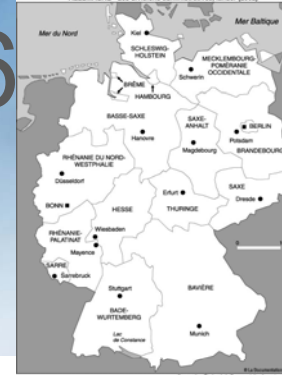 S
Mer du Nord
Mer Baltique
Kiel
SCHLESWIG-
HOLSTEIN
MECKLEMBOURG-
POMÉRANIE
OCCIDENTALE
Schwerin
BRÊME
HAMBOURG
BASSE-SAXE
Hanovre
SAXE-
ANHALT
Magdebourg
BERLIN
Potsdam
BRANDEBOURG
RHÉNANIE DU NORD-
WESTPHALIE
Düsseldorf
BONN
HESSE
Erfurt
THURINGE
SAXE
Dresde
RHÉNANIE-
PALATINAT
Wiesbaden
Mayence
SARRE
Sarrebruck
Stuttgart
BADE-
WURTEMBERG
Lac
de Constance
BAVIÈRE
Munich